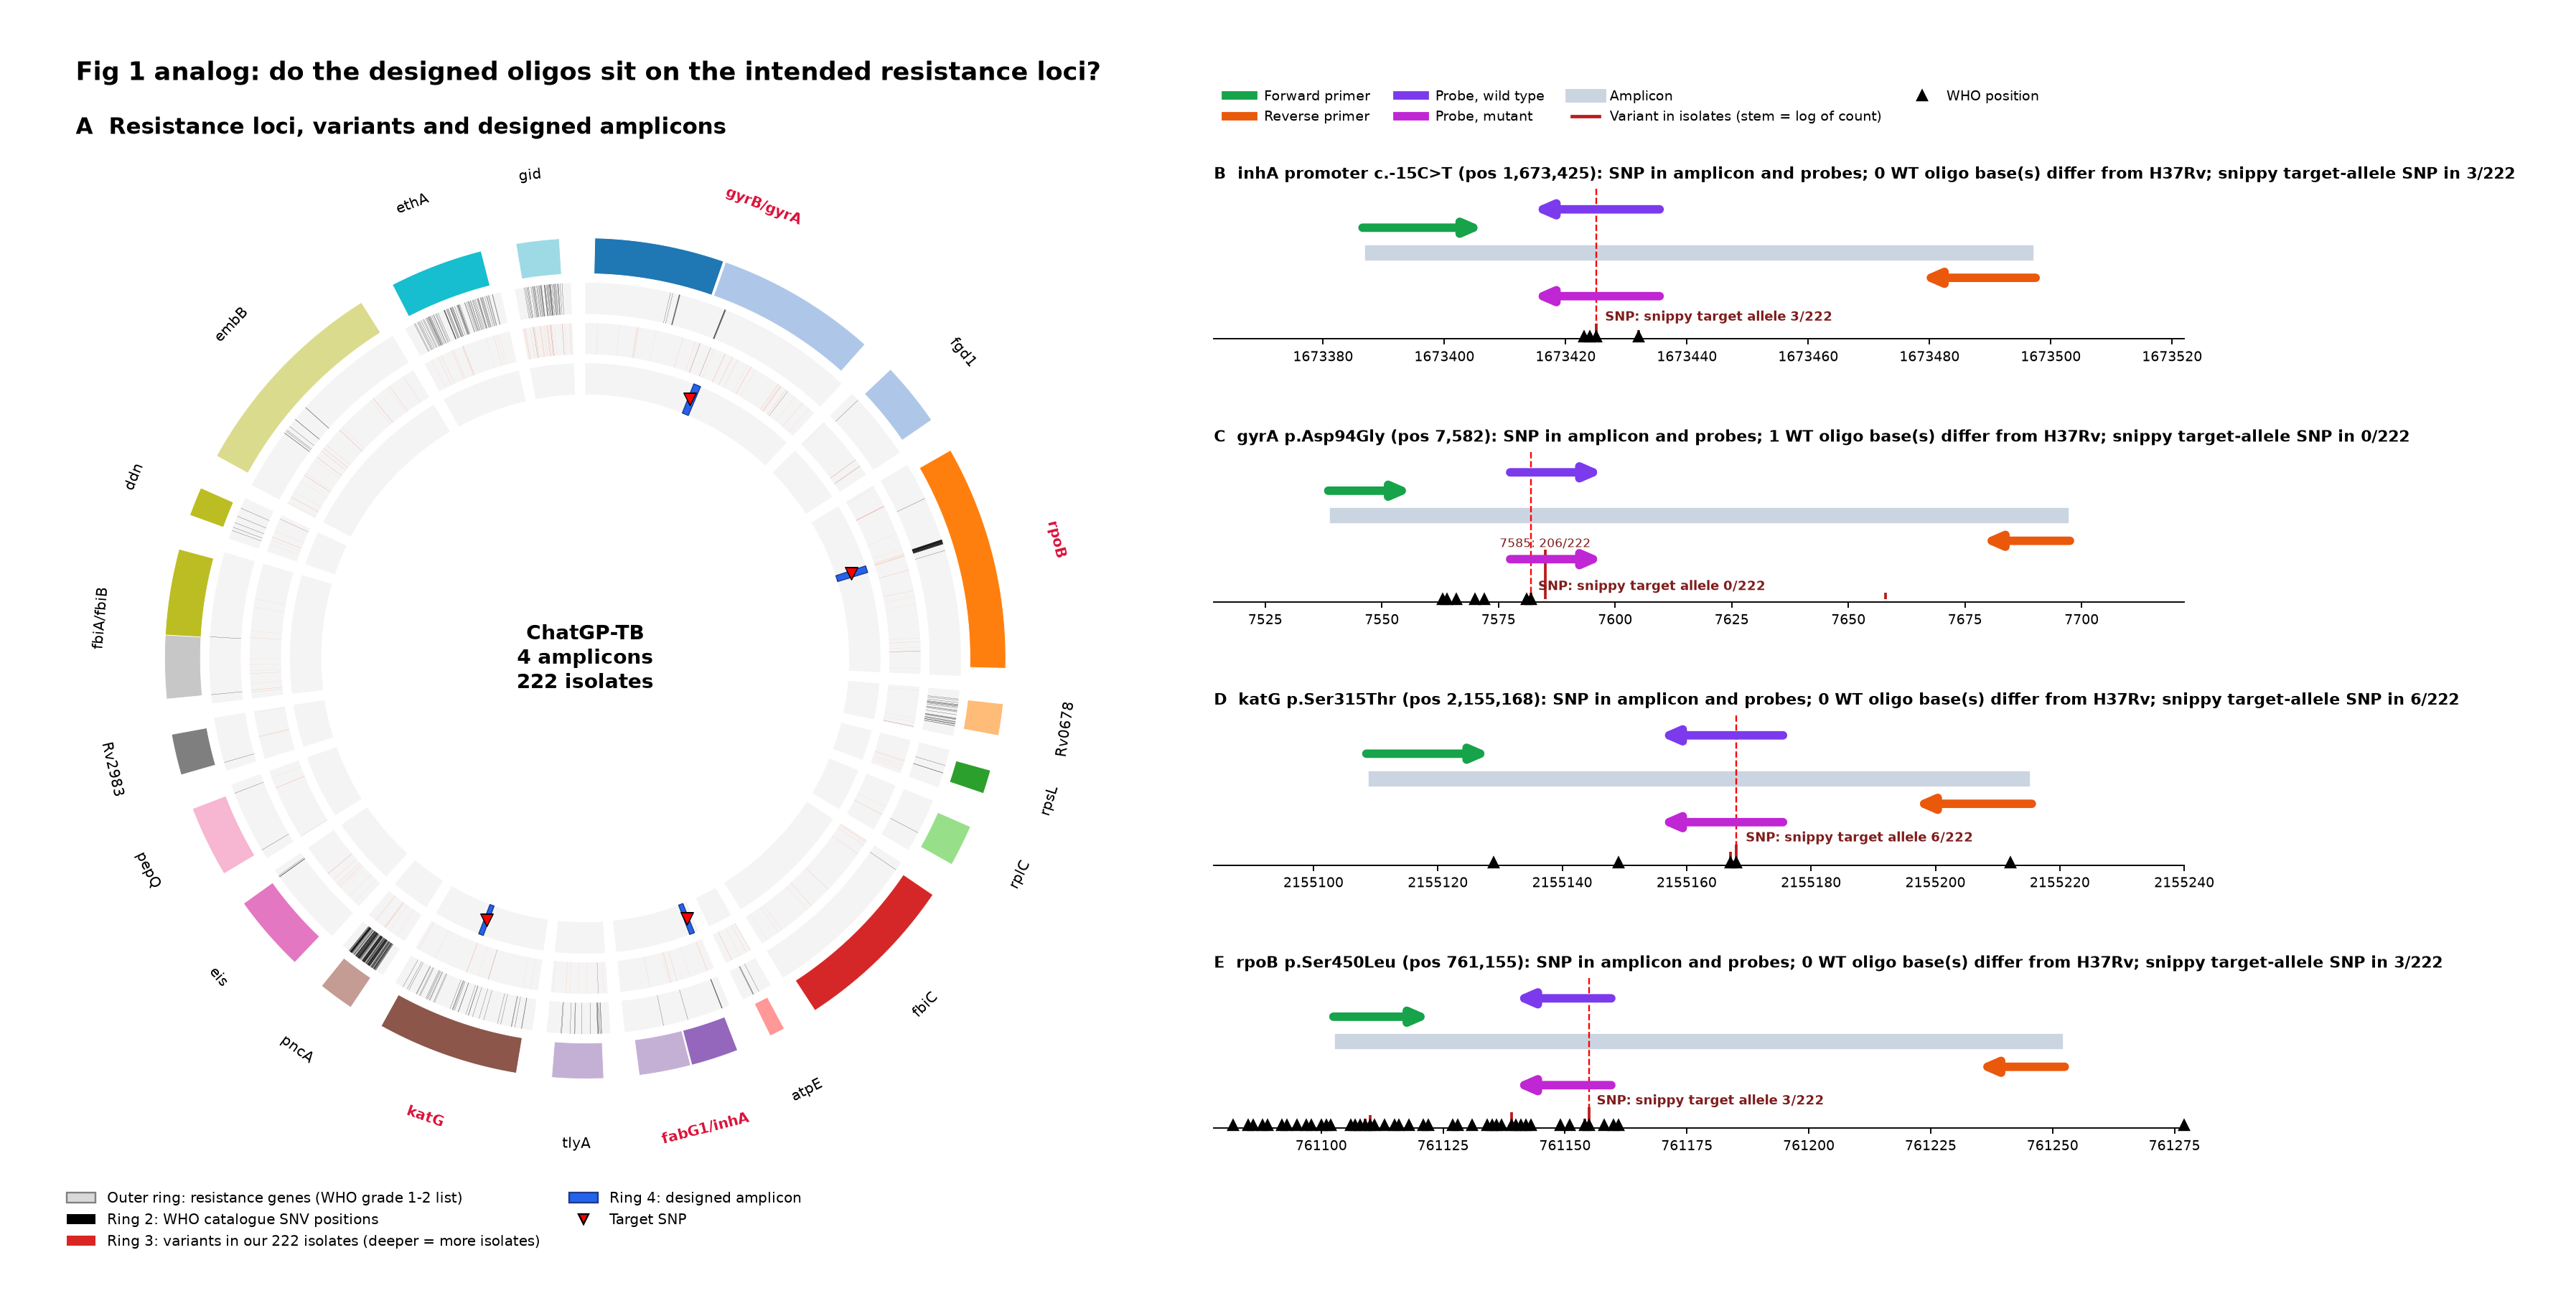 Fig 1 analog: do the designed oligos sit on the intended resistance loci?
A Resistance loci, variants and designed amplicons
gid
ethA
gyrB/gyrA
embB
fgd1
ddn
rpoB
fbiA/fbiB
Rv0678
Rv2983
rpsL
pepQ
rplC
eis
fbiC
pncA
atpE
katG
fabG1/inhA
tlyA
ChatGP-TB
4 amplicons
222 isolates
Outer ring: resistance genes (WHO grade 1-2 list)
Ring 2: WHO catalogue SNV positions
Ring 3: variants in our 222 isolates (deeper = more isolates)
Ring 4: designed amplicon
Target SNP
Forward primer
Reverse primer
Probe, wild type
Probe, mutant
Amplicon
Variant in isolates (stem = log of count)
WHO position
B inhA promoter c.-15C>T (pos 1,673,425): SNP in amplicon and probes; 0 WT oligo base(s) differ from H37Rv; snippy target-allele SNP in 3/222
SNP: snippy target allele 3/222
1673380 1673400 1673420 1673440 1673460 1673480 1673500 1673520
C gyrA p.Asp94Gly (pos 7,582): SNP in amplicon and probes; 1 WT oligo base(s) differ from H37Rv; snippy target-allele SNP in 0/222
7585: 206/222
SNP: snippy target allele 0/222
7525 7550 7575 7600 7625 7650 7675 7700
D katG p.Ser315Thr (pos 2,155,168): SNP in amplicon and probes; 0 WT oligo base(s) differ from H37Rv; snippy target-allele SNP in 6/222
SNP: snippy target allele 6/222
2155100 2155120 2155140 2155160 2155180 2155200 2155220 2155240
E rpoB p.Ser450Leu (pos 761,155): SNP in amplicon and probes; 0 WT oligo base(s) differ from H37Rv; snippy target-allele SNP in 3/222
SNP: snippy target allele 3/222
761100 761125 761150 761175 761200 761225 761250 761275